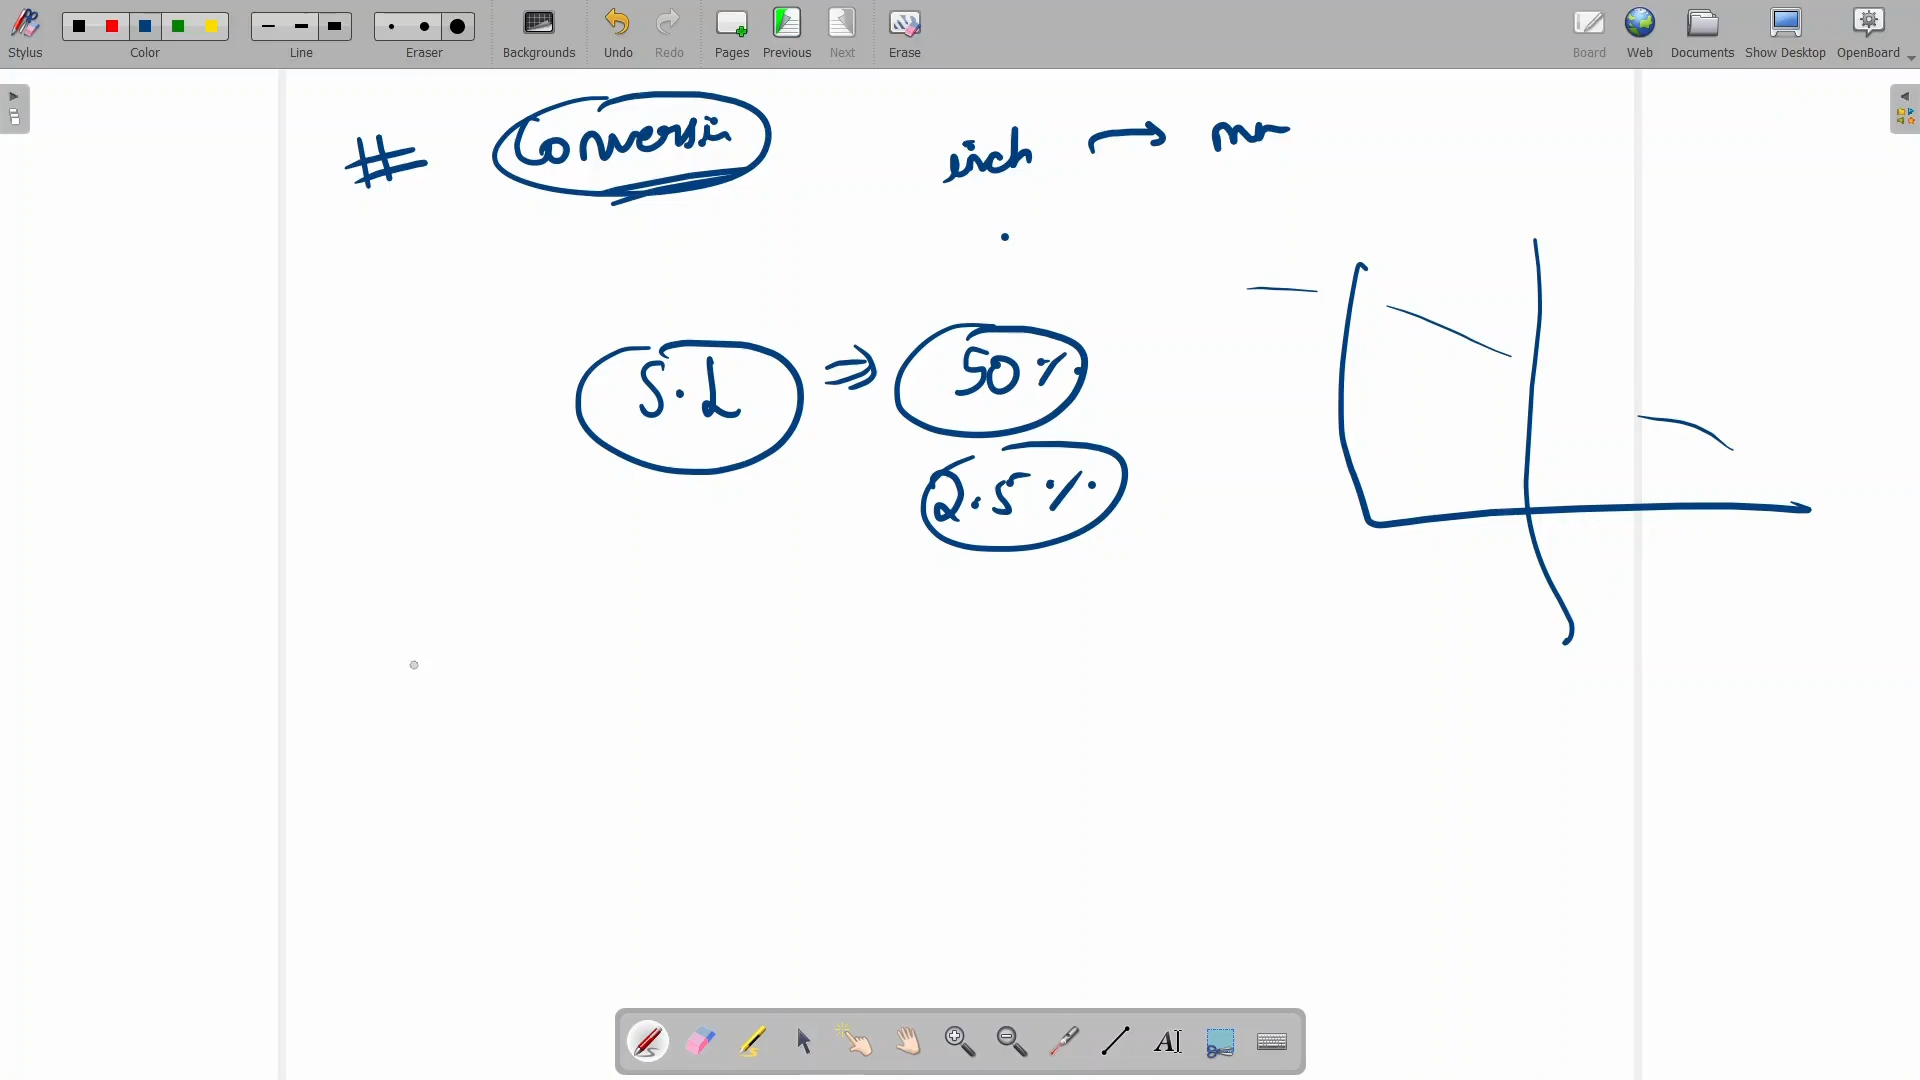 Stylus Color Line Eraser Backgrounds Undo Redo Pages Previous Next Erase Board Web Documents Show Desktop OpenBoard
# Conversin inch → mm
S.L ⇒ 50 %
2.5 %
A